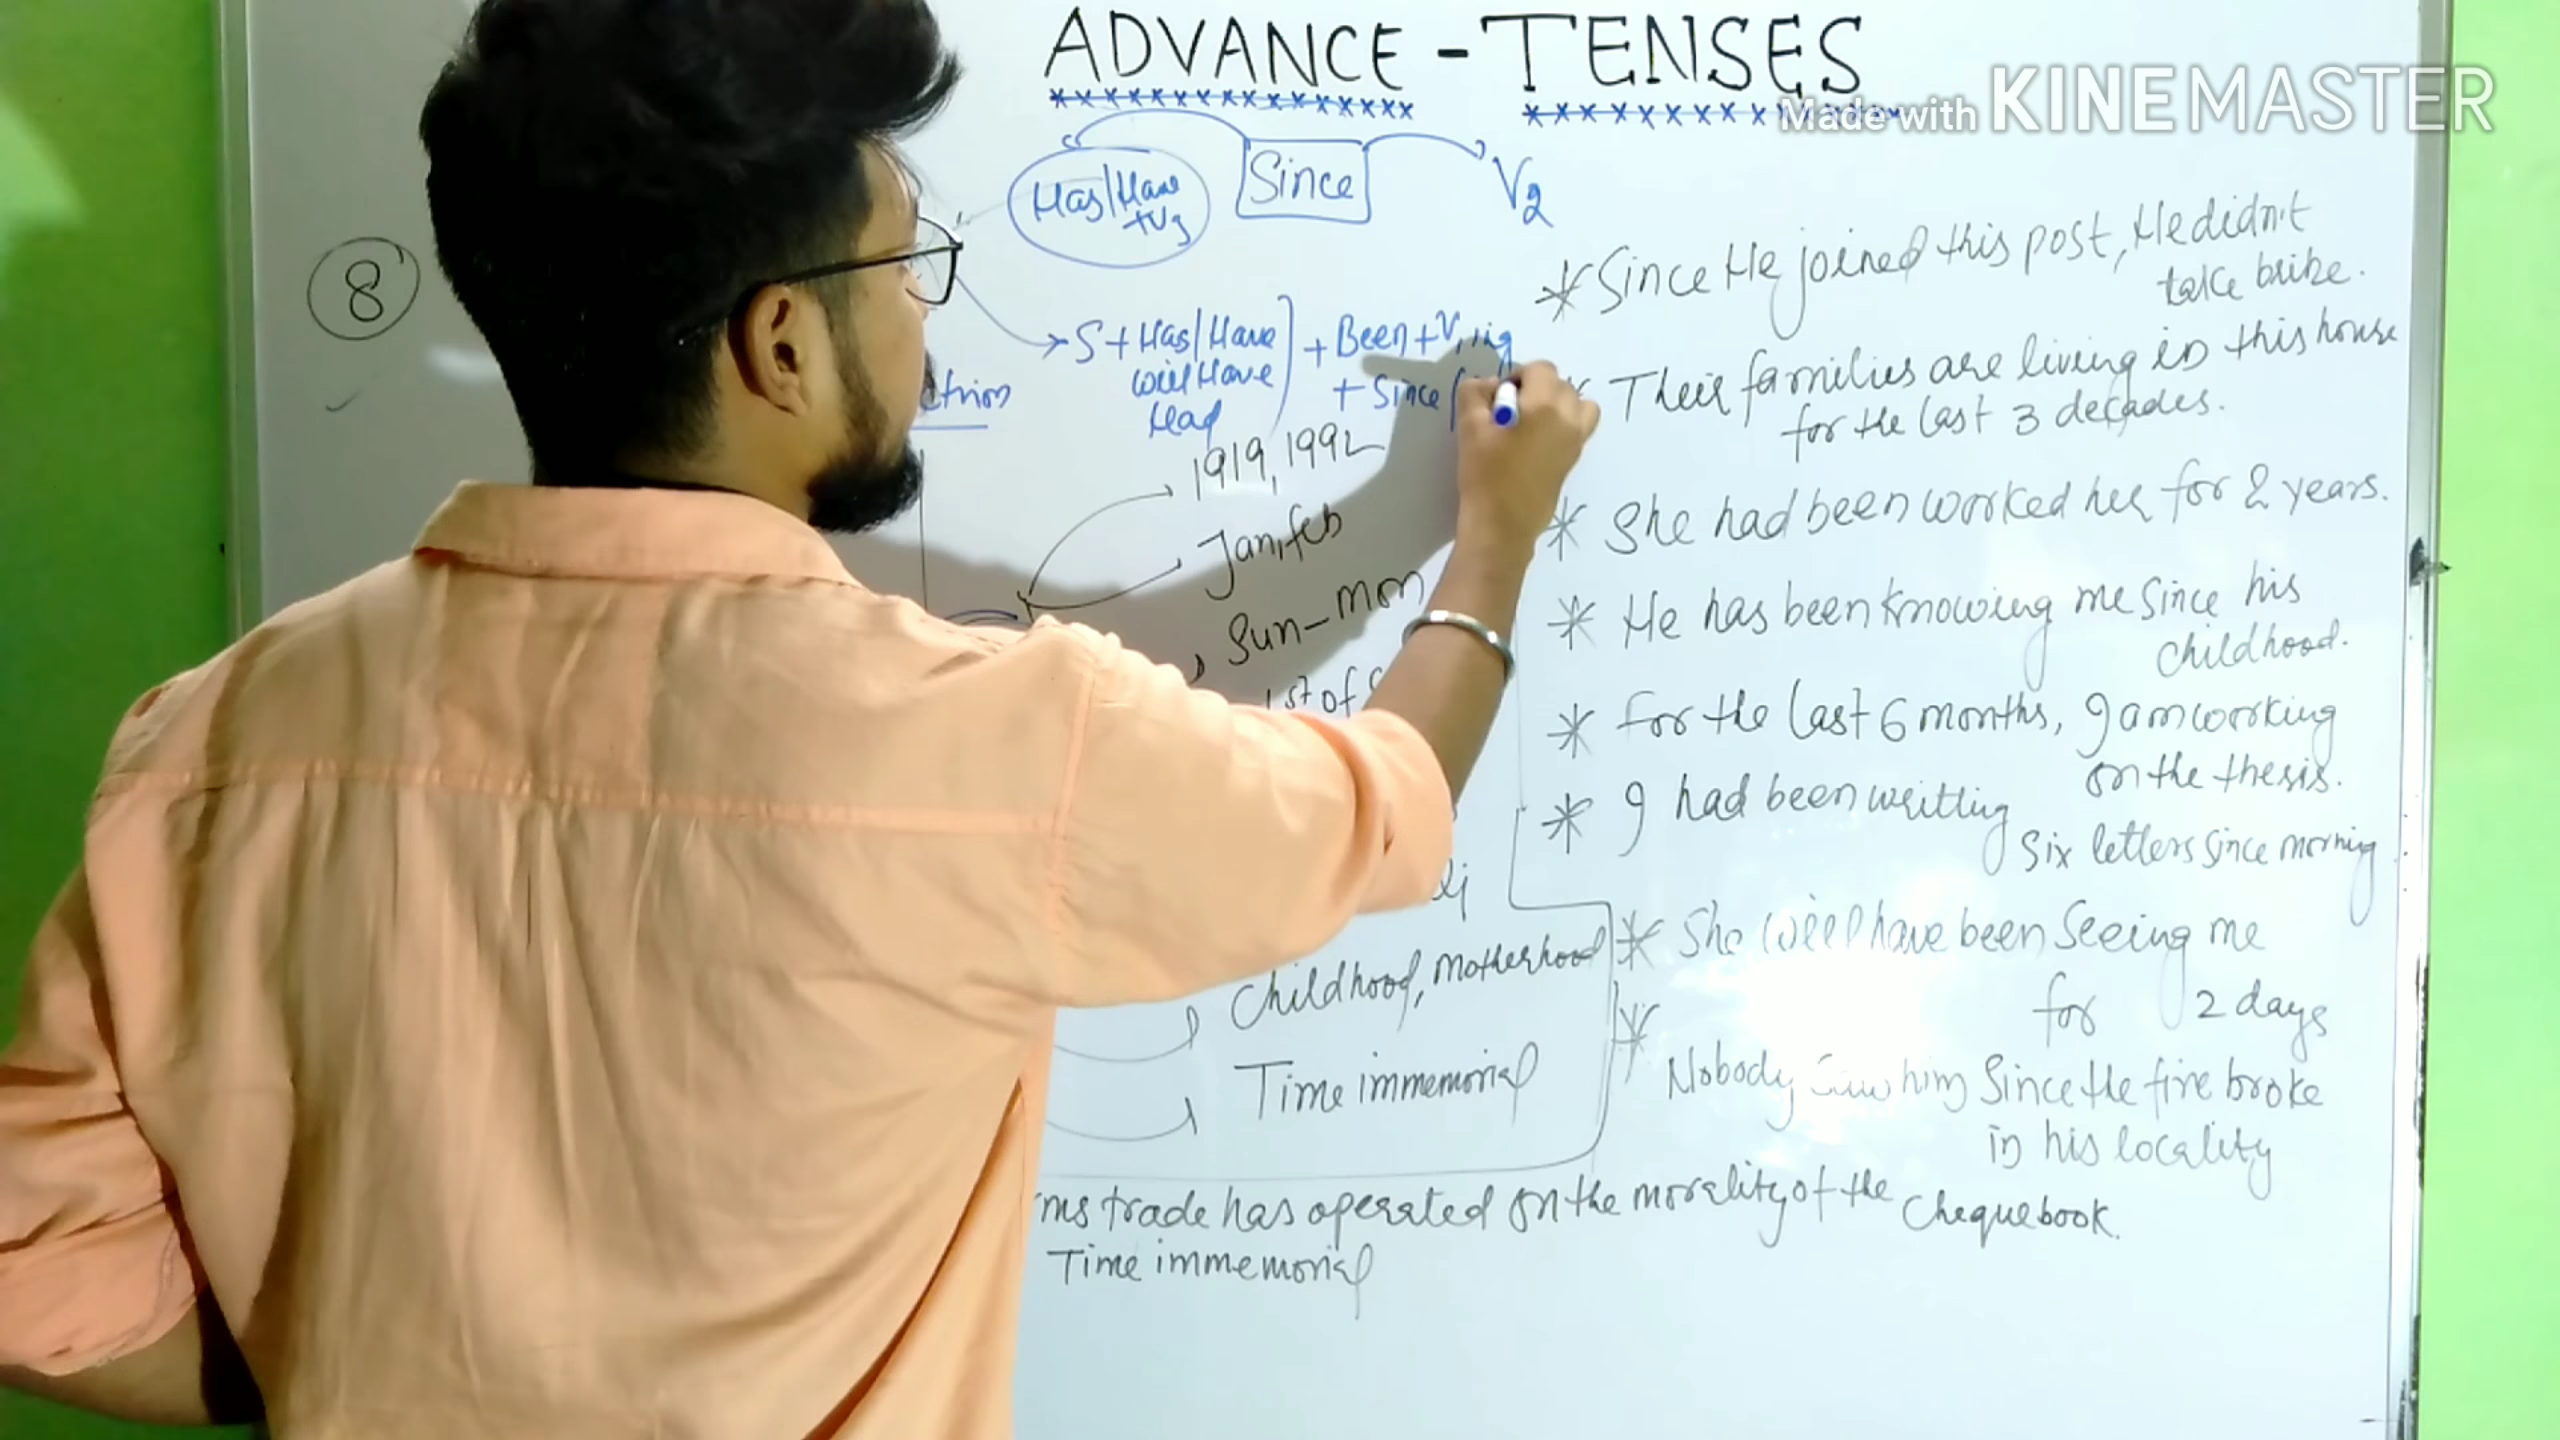 ADVANCE - TENSES
Made with KINEMASTER
Has/Have
+V3
Since
V2
8
S + Has/Have
will Have
Had
+ Been + V1 ing
+ Since
ction
1919, 1992
Jan, feb
Sun - mon
1st of
Childhood, motherhood
Time immemorial
* Since He joined this post, He didn't
take bribe.
* Their families are living in this house
for the last 3 decades.
* She had been worked her for 2 years.
* He has been knowing me since his
childhood.
* for the last 6 months, I am working
on the thesis.
* I had been writting
six letters since morning
* She will have been seeing me
for 2 days
* Nobody saw him since the fire broke
in his locality
ms trade has operated on the morality of the chequebook.
Time immemorial